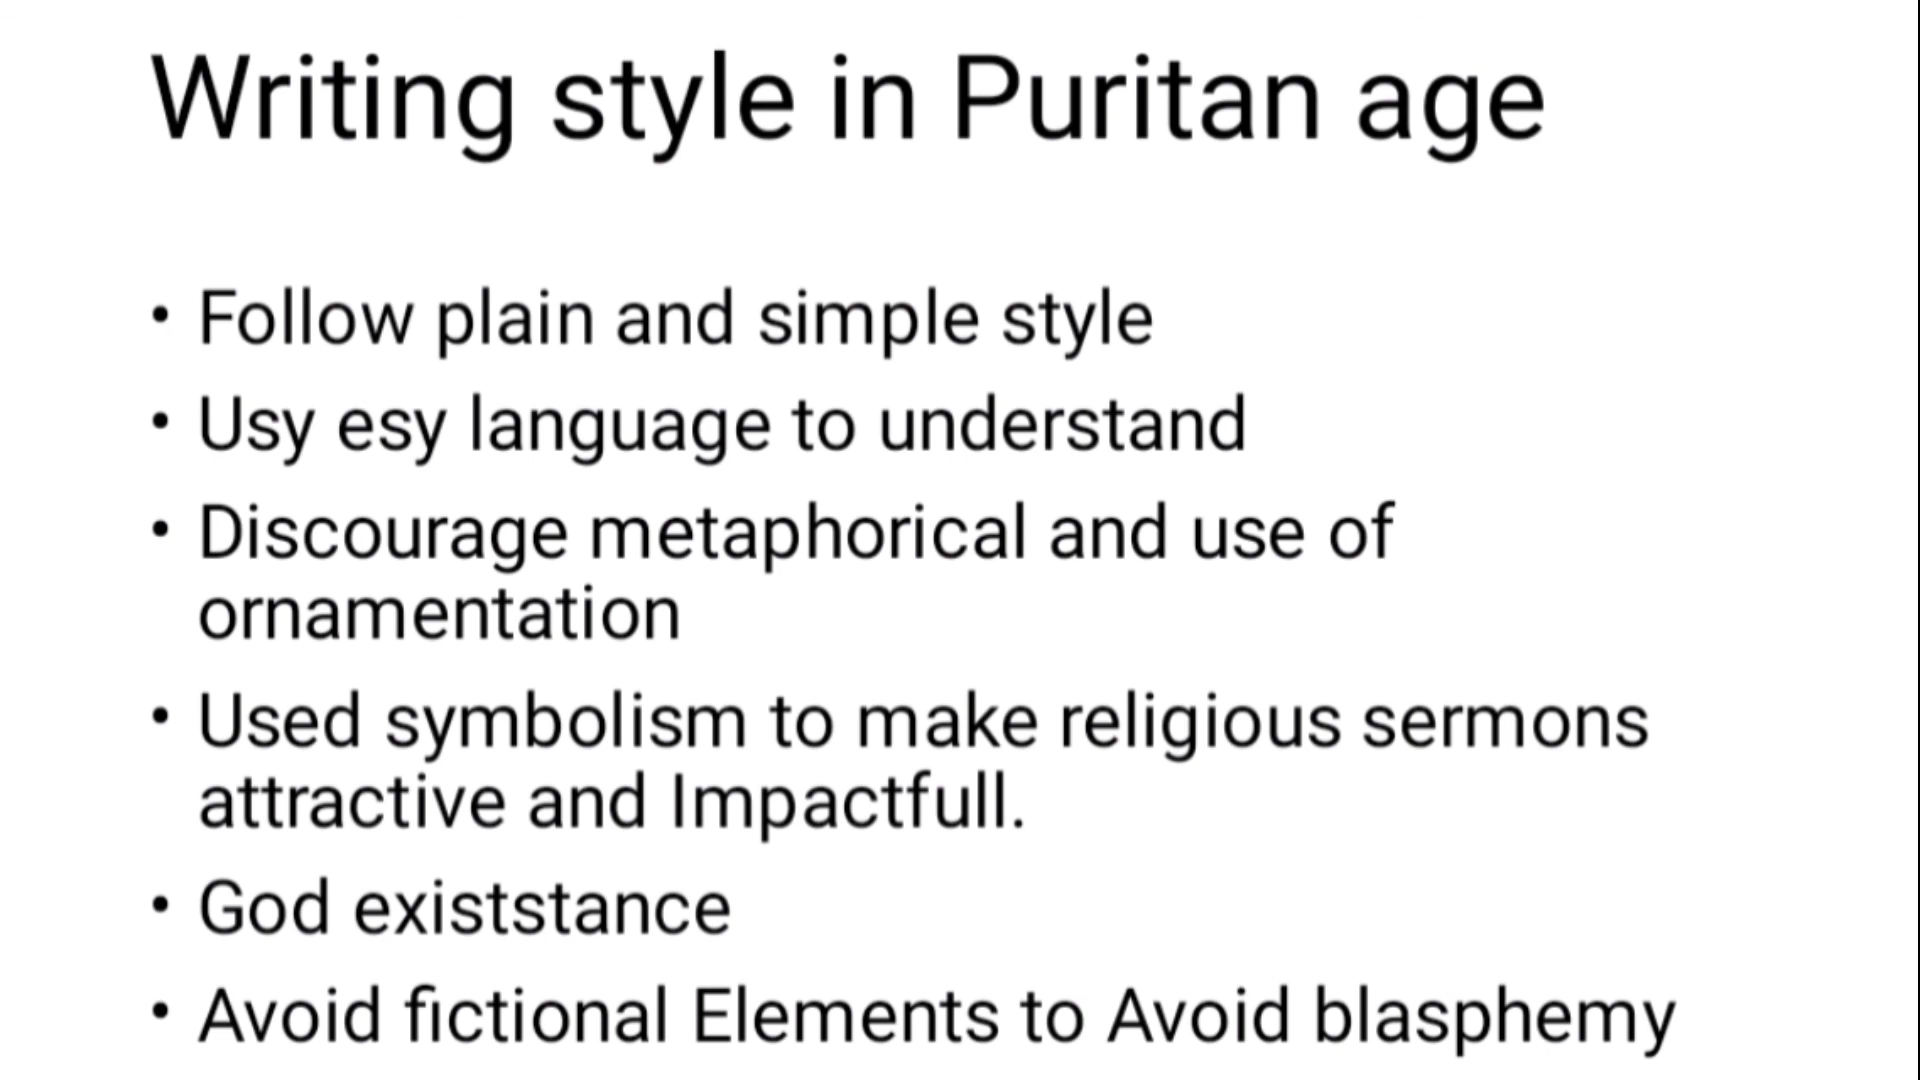 Writing style in Puritan age
• Follow plain and simple style
• Usy esy language to understand
• Discourage metaphorical and use of
ornamentation
• Used symbolism to make religious sermons
attractive and Impactfull.
• God existstance
• Avoid fictional Elements to Avoid blasphemy